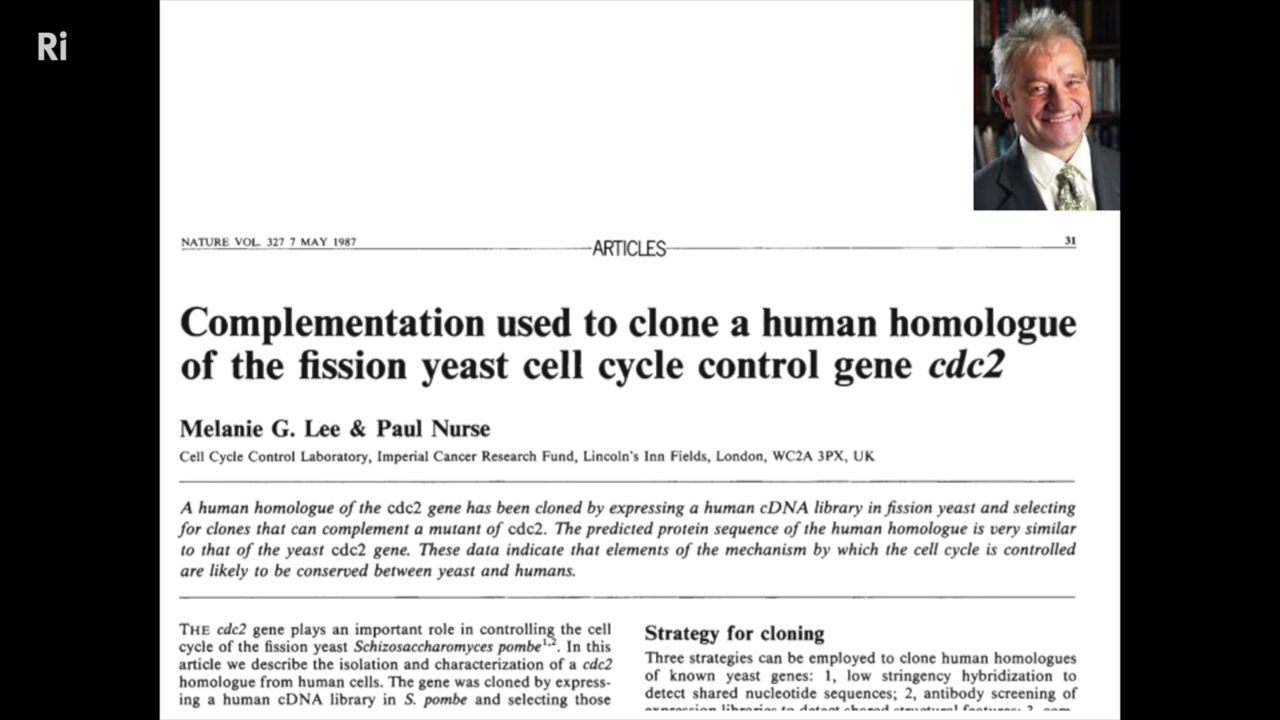 Ri
NATURE VOL. 327 7 MAY 1987
ARTICLES
31
Complementation used to clone a human homologue
of the fission yeast cell cycle control gene cdc2
Melanie G. Lee & Paul Nurse
Cell Cycle Control Laboratory, Imperial Cancer Research Fund, Lincoln's Inn Fields, London, WC2A 3PX, UK
A human homologue of the cdc2 gene has been cloned by expressing a human cDNA library in fission yeast and selecting
for clones that can complement a mutant of cdc2. The predicted protein sequence of the human homologue is very similar
to that of the yeast cdc2 gene. These data indicate that elements of the mechanism by which the cell cycle is controlled
are likely to be conserved between yeast and humans.
THE cdc2 gene plays an important role in controlling the cell
cycle of the fission yeast Schizosaccharomyces pombe1,2. In this
article we describe the isolation and characterization of a cdc2
homologue from human cells. The gene was cloned by express-
ing a human cDNA library in S. pombe and selecting those
Strategy for cloning
Three strategies can be employed to clone human homologues
of known yeast genes: 1, low stringency hybridization to
detect shared nucleotide sequences; 2, antibody screening of
expression libraries to detect shared structural features; 3, com-